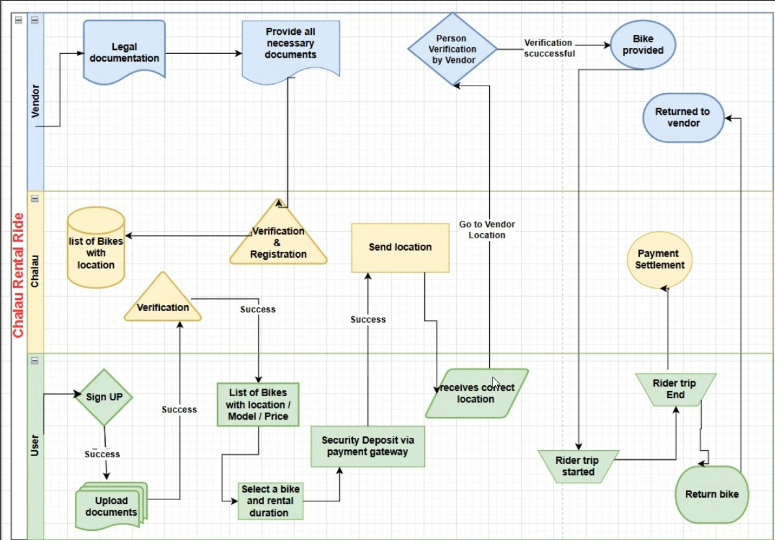 Chalau Rental Ride
Vendor
Legal
documentation
Provide all
necessary
documents
Person
Verification
by Vendor
Verification
scuccessful
Bike
provided
Returned to
vendor
Chalau
list of Bikes
with
location
Verification
&
Registration
Verification
Success
Send location
Success
Go to Vendor
Location
Payment
Settlement
User
Sign UP
Success
Upload
documents
Success
List of Bikes
with location /
Model / Price
Select a bike
and rental
duration
Security Deposit via
payment gateway
receives correct
location
Rider trip
started
Rider trip
End
Return bike